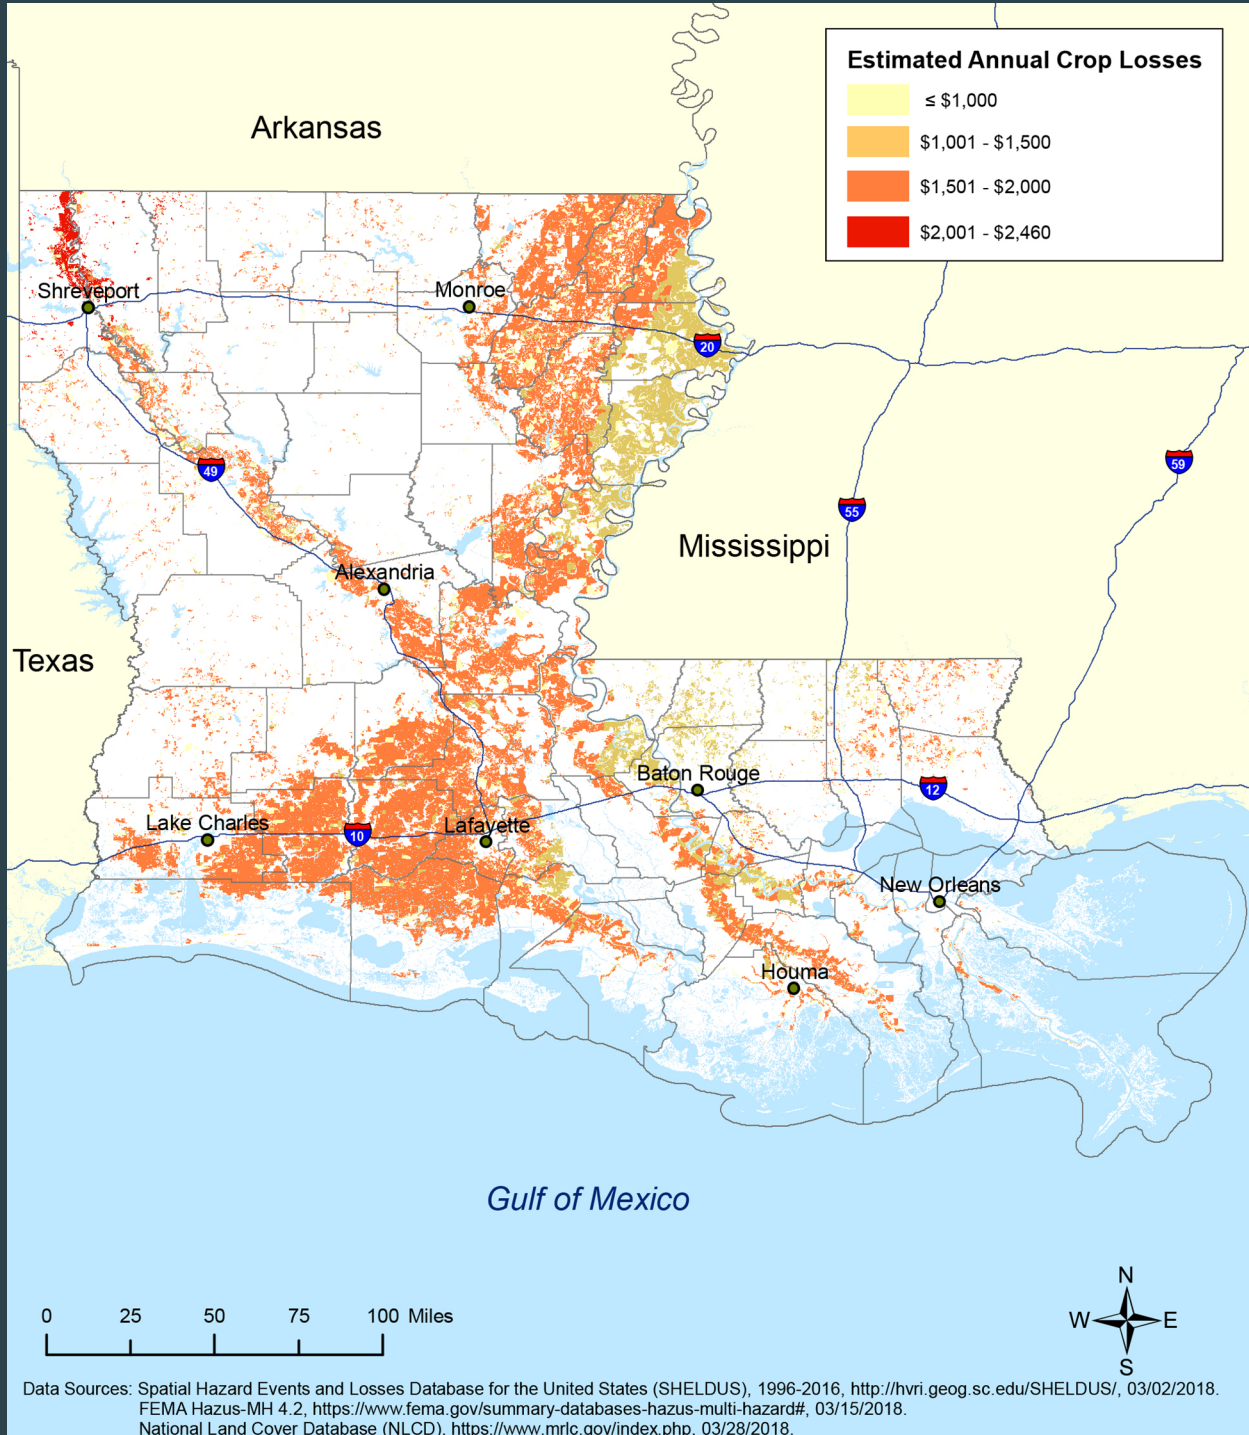 Estimated Annual Crop Losses
≤ $1,000
$1,001 - $1,500
$1,501 - $2,000
$2,001 - $2,460
Arkansas
Shreveport
Monroe
20
49
59
55
Mississippi
Alexandria
Texas
Baton Rouge
12
Lake Charles
10
Lafayette
New Orleans
Houma
Gulf of Mexico
N
W E
S
0 25 50 75 100 Miles
Data Sources: Spatial Hazard Events and Losses Database for the United States (SHELDUS), 1996-2016, http://hvri.geog.sc.edu/SHELDUS/, 03/02/2018.
FEMA Hazus-MH 4.2, https://www.fema.gov/summary-databases-hazus-multi-hazard#, 03/15/2018.
National Land Cover Database (NLCD), https://www.mrlc.gov/index.php, 03/28/2018.